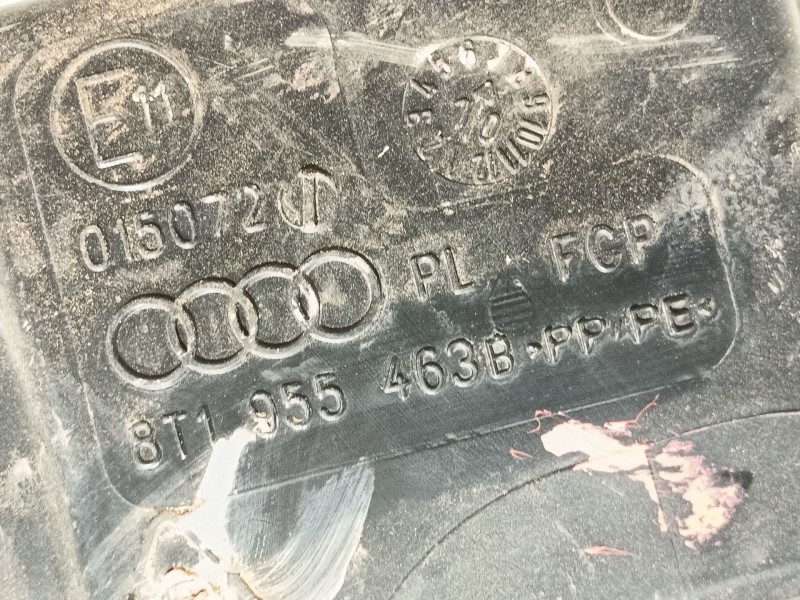 E11
015072
PL FCP
8T1 955 463B >PP/PE<